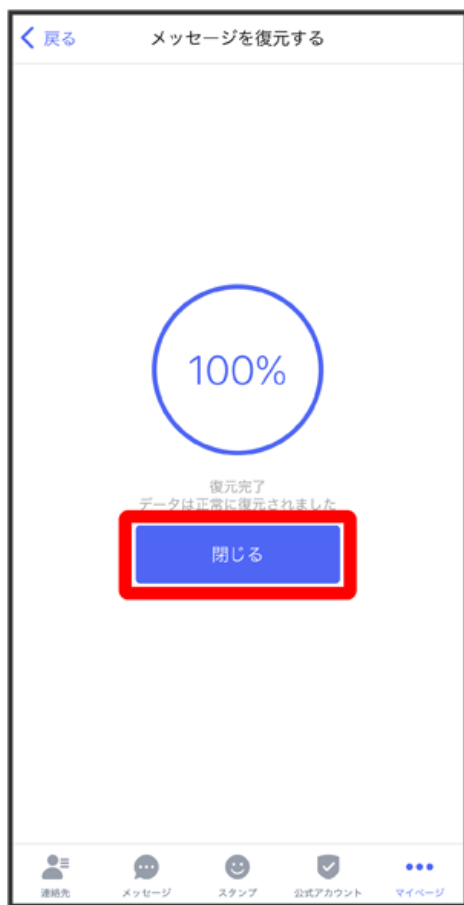 戻る
メッセージを復元する
100%
復元完了
データは正常に復元されました
閉じる
連絡先
メッセージ
スタンプ
公式アカウント
マイページ